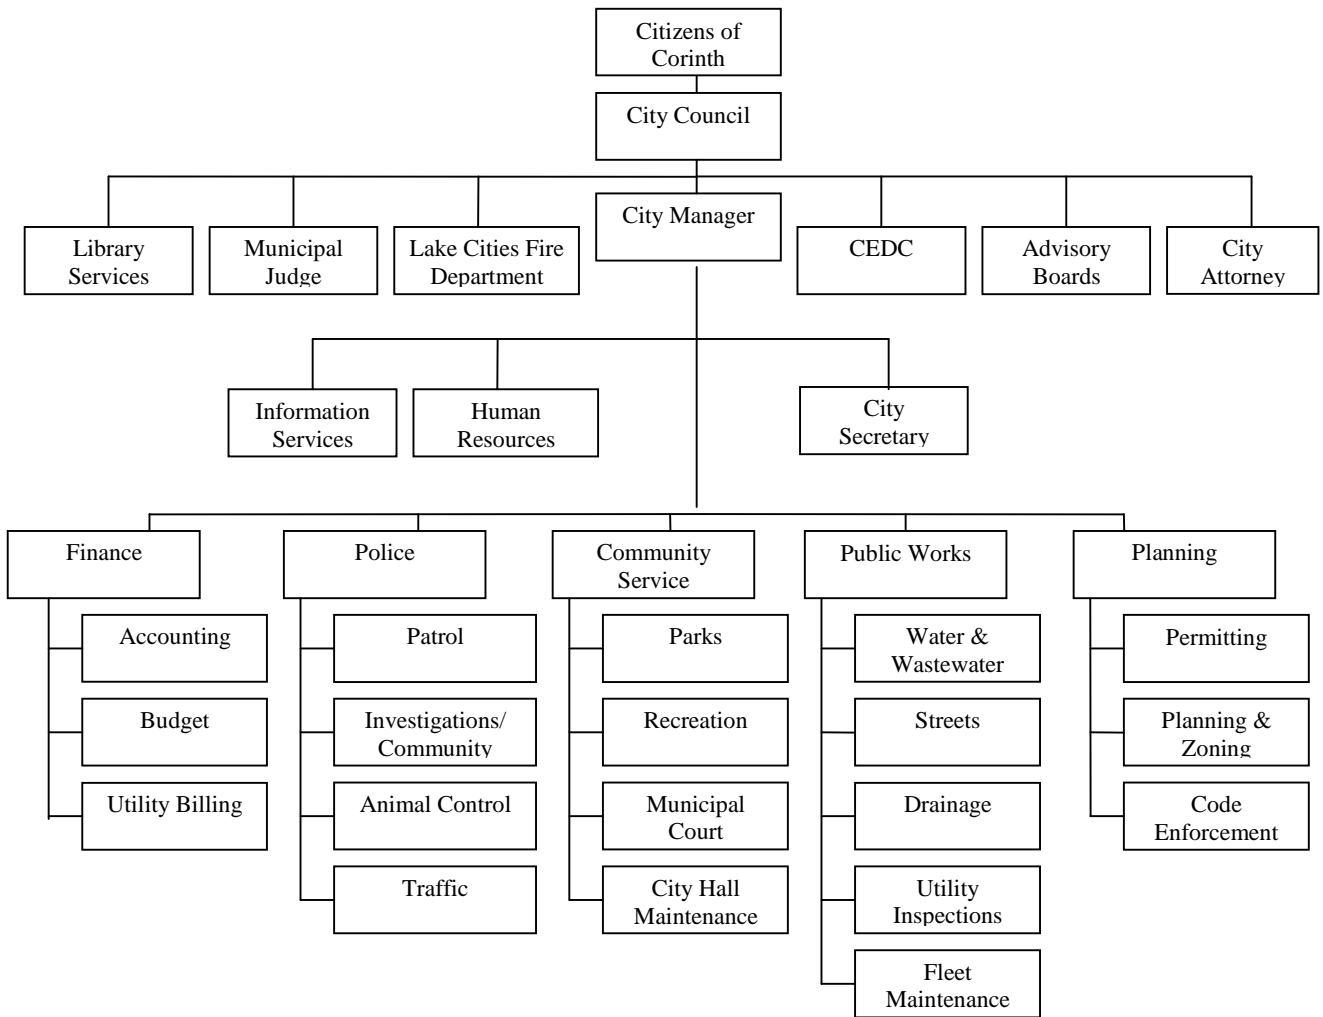 Citizens of
Corinth
City Council
City Manager
Library
Services
Municipal
Judge
Lake Cities Fire
Department
CEDC
Advisory
Boards
City
Attorney
Information
Services
Human
Resources
City
Secretary
Finance
Police
Community
Service
Public Works
Planning
Accounting
Budget
Utility Billing
Patrol
Investigations/
Community
Animal Control
Traffic
Parks
Recreation
Municipal
Court
City Hall
Maintenance
Water &
Wastewater
Streets
Drainage
Utility
Inspections
Fleet
Maintenance
Permitting
Planning &
Zoning
Code
Enforcement